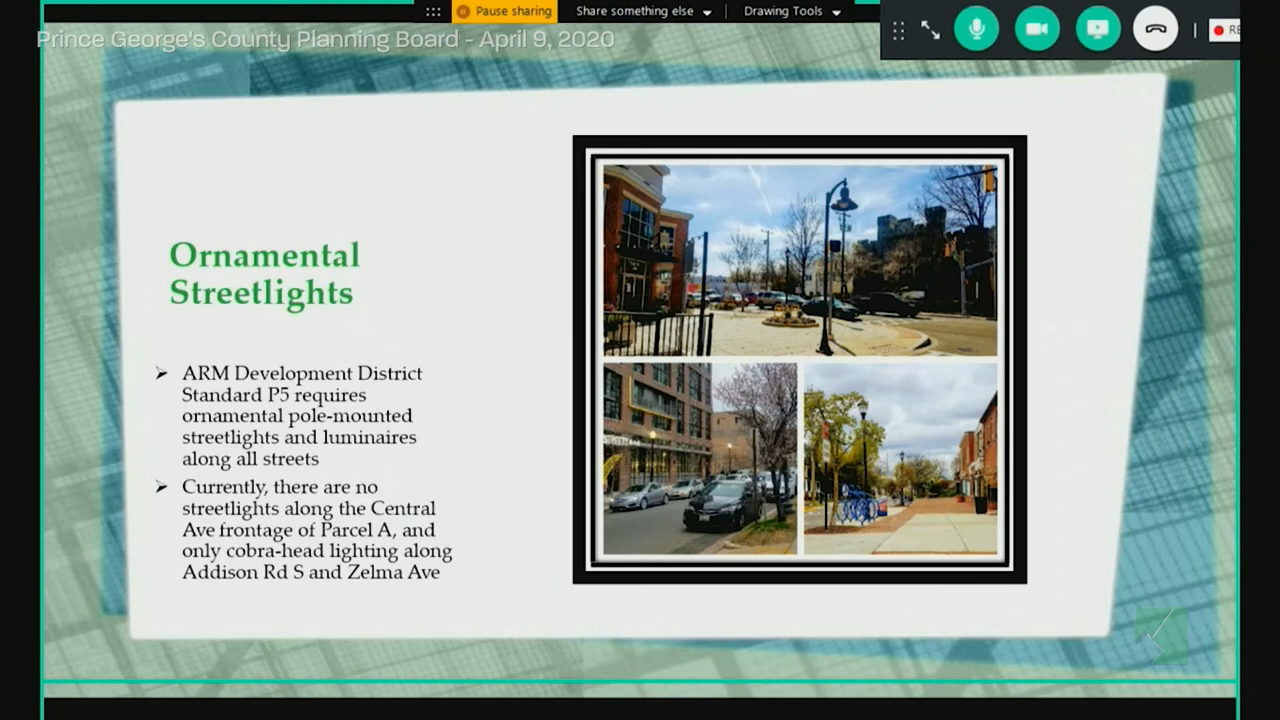 Pause sharing
Share something else
Drawing Tools
Prince George's County Planning Board - April 9, 2020
Ornamental
Streetlights
ARM Development District
Standard P5 requires
ornamental pole-mounted
streetlights and luminaires
along all streets
Currently, there are no
streetlights along the Central
Ave frontage of Parcel A, and
only cobra-head lighting along
Addison Rd S and Zelma Ave